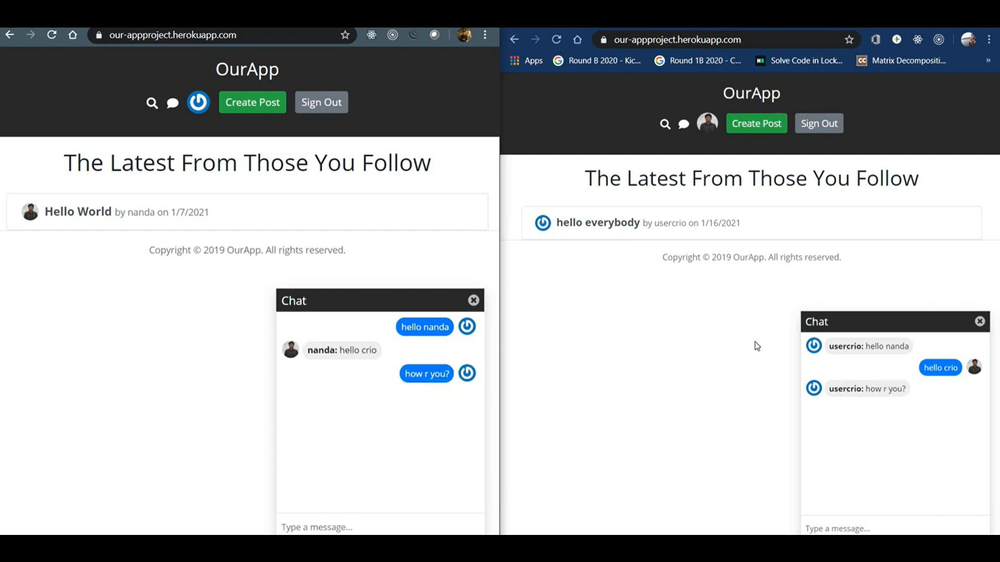 our-appproject.herokuapp.com
OurApp
Create Post
Sign Out
The Latest From Those You Follow
Hello World by nanda on 1/7/2021
Copyright © 2019 OurApp. All rights reserved.
Chat
hello nanda
nanda: hello crio
how r you?
Type a message...
our-appproject.herokuapp.com
Apps
Round B 2020 - Kic...
Round 1B 2020 - C...
Solve Code in Lock...
CC
Matrix Decompositi...
»
OurApp
Create Post
Sign Out
The Latest From Those You Follow
hello everybody by usercrio on 1/16/2021
Copyright © 2019 OurApp. All rights reserved.
Chat
usercrio: hello nanda
hello crio
usercrio: how r you?
Type a message...